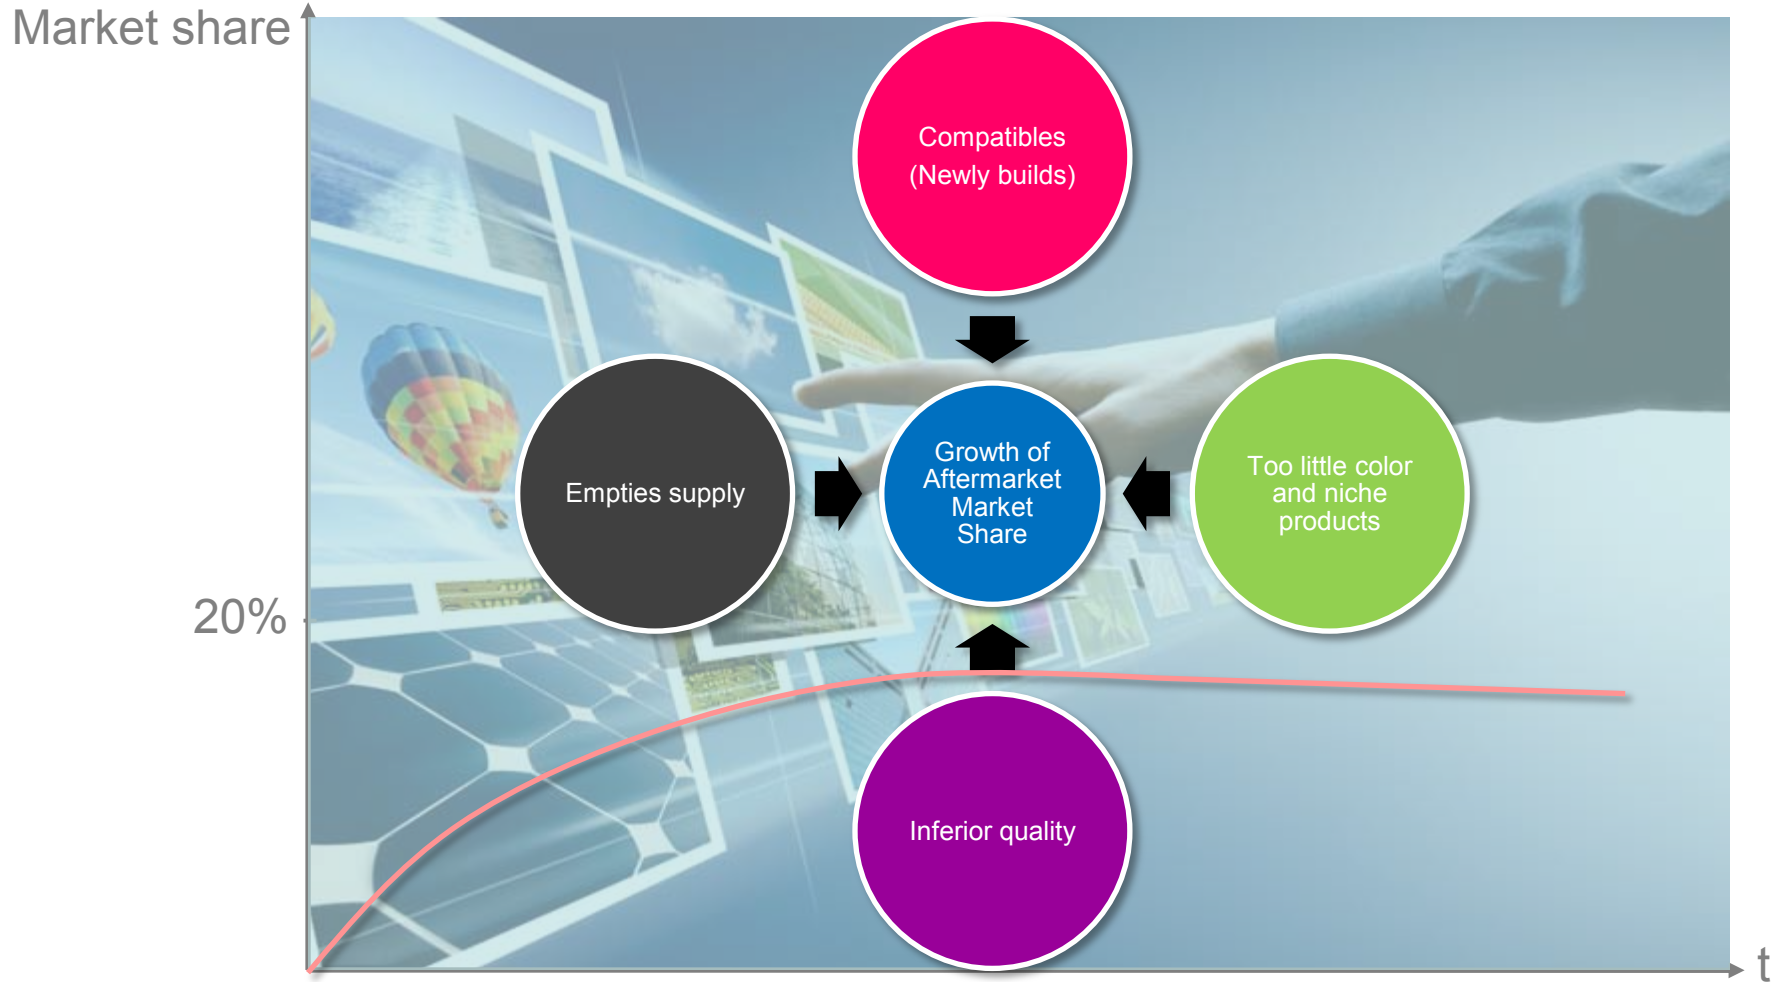 Market share
Compatibles
(Newly builds)
Empties supply
Growth of
Aftermarket
Market
Share
Too little color
and niche
products
20%
Inferior quality
t